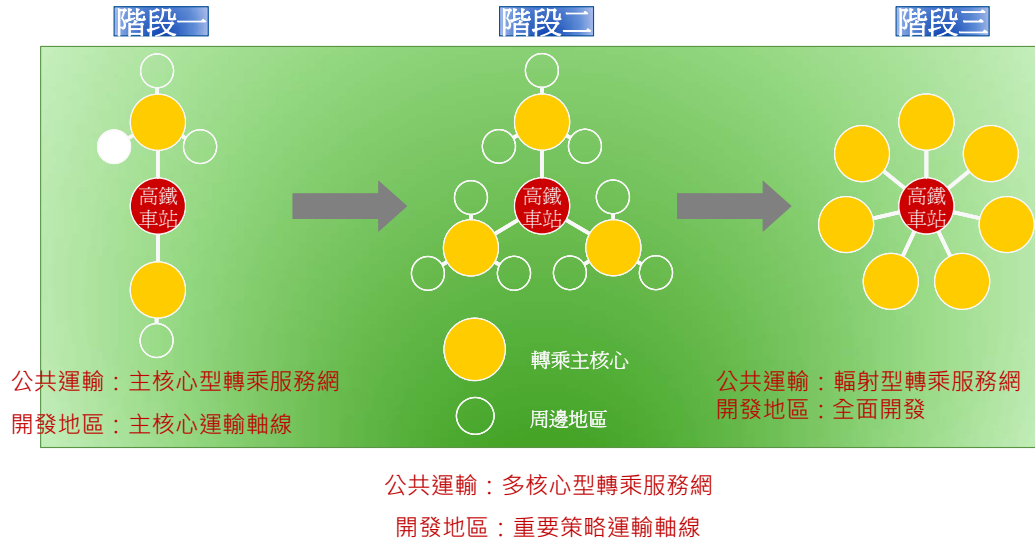 階段一
階段二
階段三
高鐵
車站
高鐵
車站
高鐵
車站
轉乘主核心
周邊地區
公共運輸：主核心型轉乘服務網
開發地區：主核心運輸軸線
公共運輸：輻射型轉乘服務網
開發地區：全面開發
公共運輸：多核心型轉乘服務網
開發地區：重要策略運輸軸線